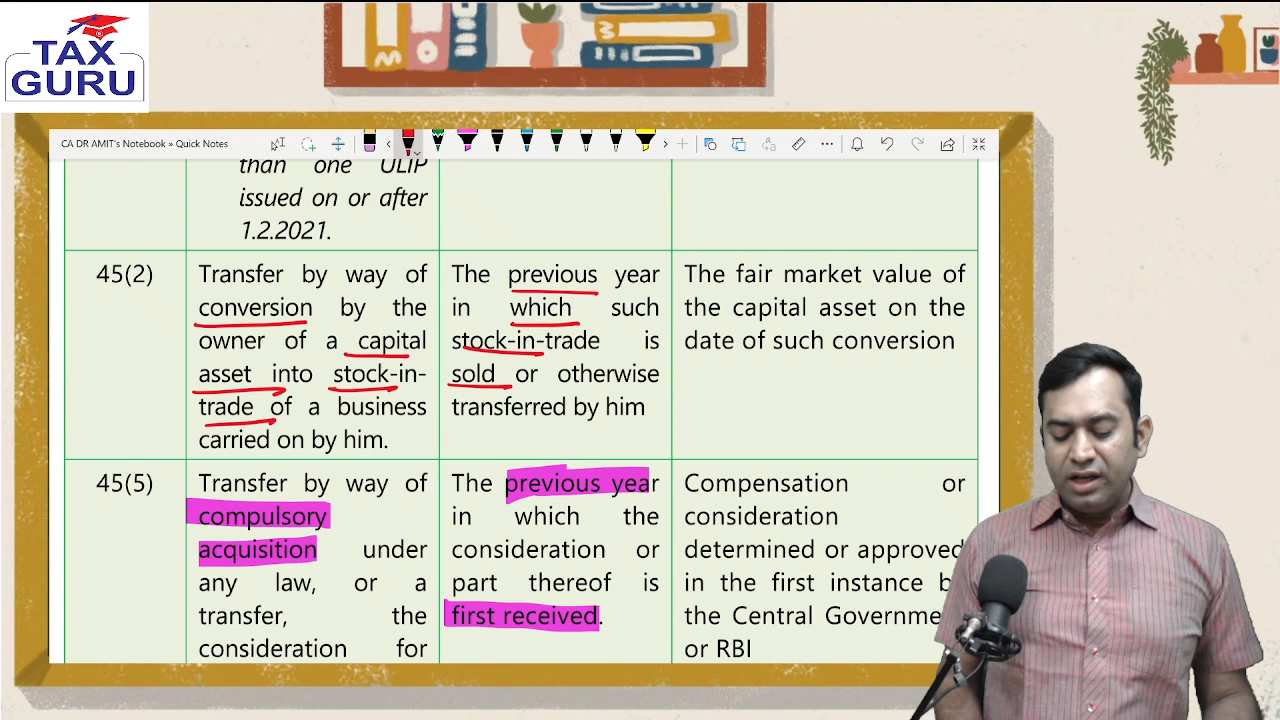 TAX
GURU
CA DR AMIT's Notebook » Quick Notes
than one ULIP
issued on or after
1.2.2021.
45(2)
Transfer by way of
conversion by the
owner of a capital
asset into stock-in-
trade of a business
carried on by him.
The previous year
in which such
stock-in-trade is
sold or otherwise
transferred by him
The fair market value of
the capital asset on the
date of such conversion
45(5)
Transfer by way of
compulsory
acquisition under
any law, or a
transfer, the
consideration for
The previous year
in which the
consideration or
part thereof is
first received.
Compensation or
consideration
determined or approved
in the first instance
the Central
or RBI